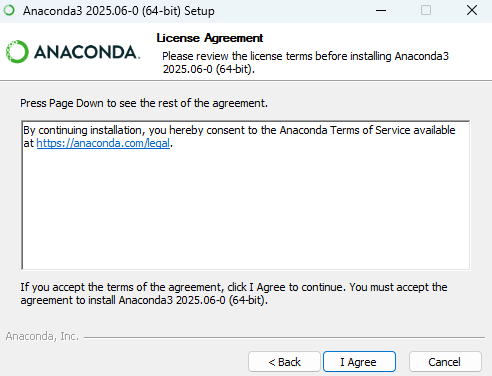 Anaconda3 2025.06-0 (64-bit) Setup
ANACONDA.
License Agreement
Please review the license terms before installing Anaconda3
2025.06-0 (64-bit).
Press Page Down to see the rest of the agreement.
By continuing installation, you hereby consent to the Anaconda Terms of Service available
at https://anaconda.com/legal.
If you accept the terms of the agreement, click I Agree to continue. You must accept the
agreement to install Anaconda3 2025.06-0 (64-bit).
Anaconda, Inc.
< Back
I Agree
Cancel